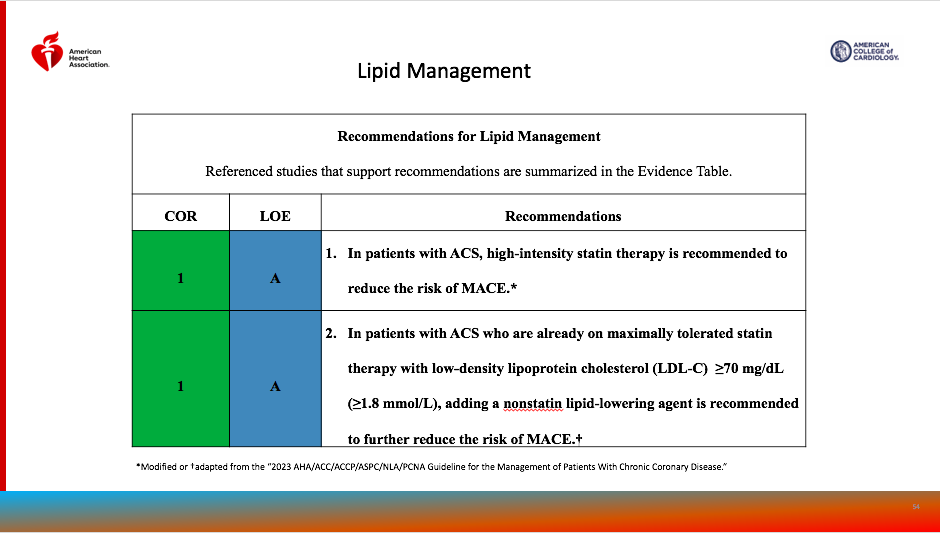 American
Heart
Association.
AMERICAN
COLLEGE of
CARDIOLOGY.
Lipid Management
Recommendations for Lipid Management
Referenced studies that support recommendations are summarized in the Evidence Table.
COR LOE Recommendations
1 A 1. In patients with ACS, high-intensity statin therapy is recommended to
reduce the risk of MACE.*
1 A 2. In patients with ACS who are already on maximally tolerated statin
therapy with low-density lipoprotein cholesterol (LDL-C) ≥70 mg/dL
(≥1.8 mmol/L), adding a nonstatin lipid-lowering agent is recommended
to further reduce the risk of MACE.†
*Modified or †adapted from the “2023 AHA/ACC/ACCP/ASPC/NLA/PCNA Guideline for the Management of Patients With Chronic Coronary Disease.”
54